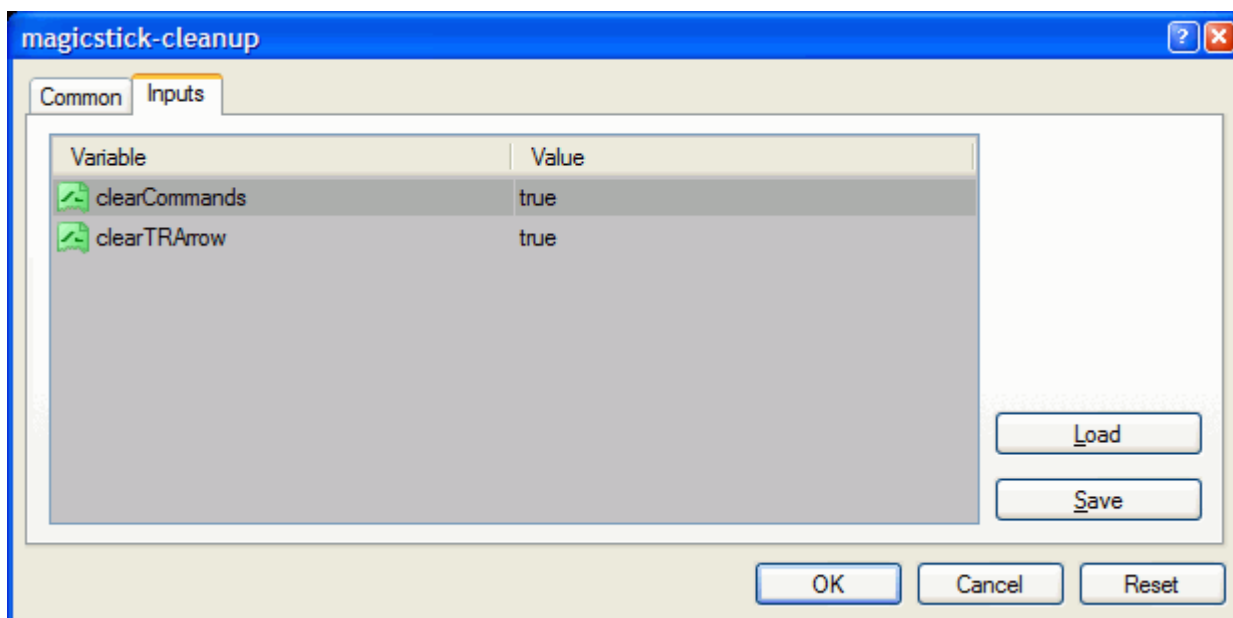 magicstick-cleanup
Common Inputs
Variable Value
clearCommands true
clearTRArrow true
Load
Save
OK Cancel Reset